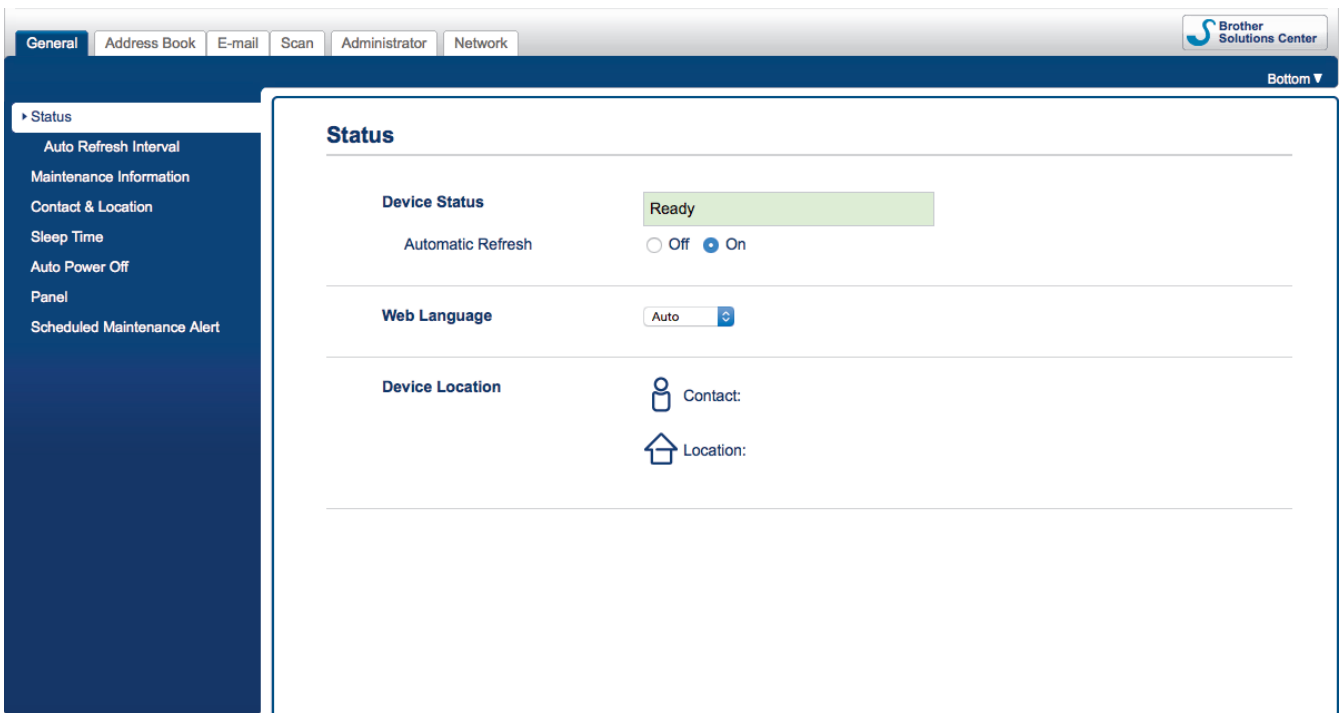 Brother
Solutions Center
General Address Book E-mail Scan Administrator Network
Bottom▼
Status
Auto Refresh Interval
Maintenance Information
Contact & Location
Sleep Time
Auto Power Off
Panel
Scheduled Maintenance Alert
Status
Device Status Ready
Automatic Refresh Off On
Web Language Auto
Device Location Contact:
Location: